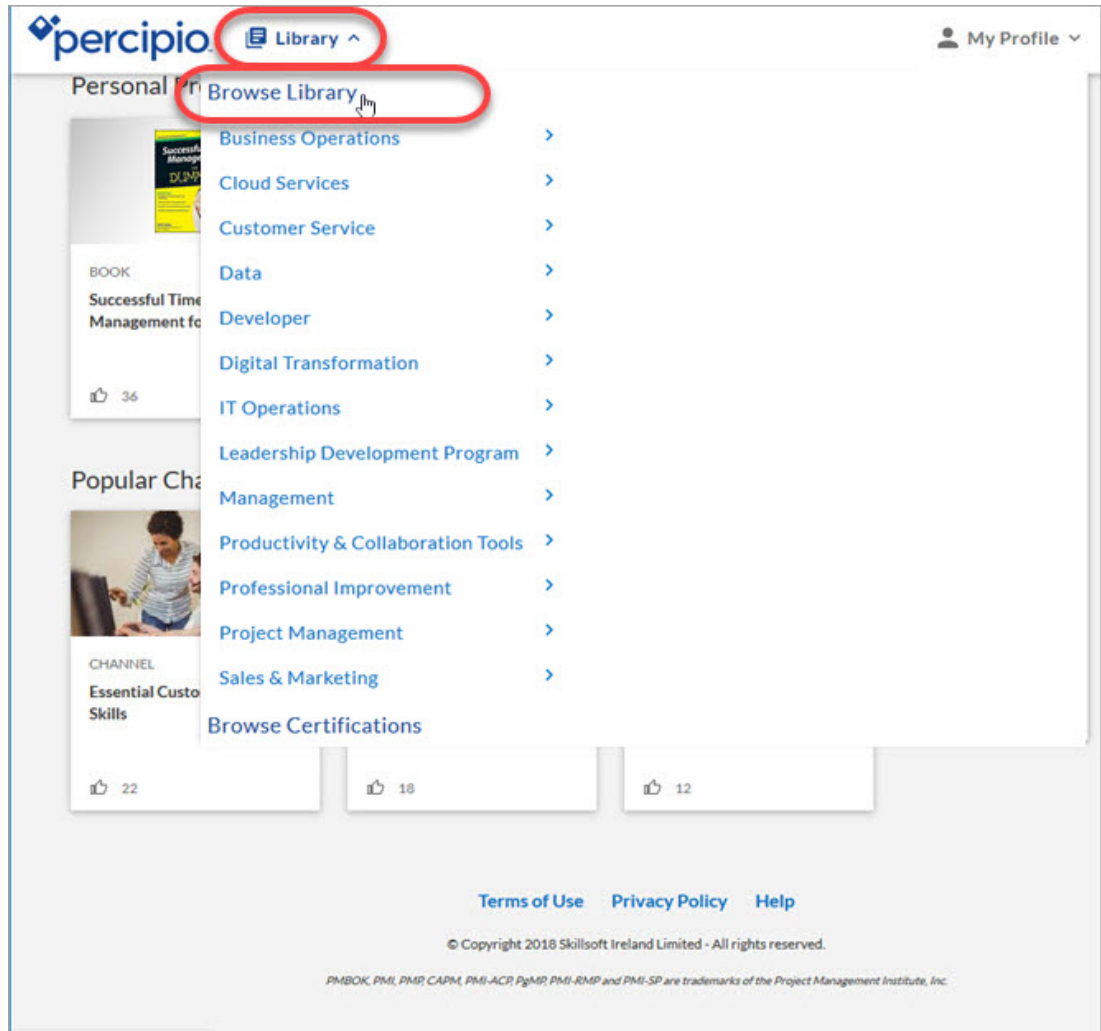 percipio
Library
My Profile
Personal Pr
Browse Library
Business Operations
Cloud Services
Customer Service
Data
Developer
Digital Transformation
IT Operations
Leadership Development Program
Management
Productivity & Collaboration Tools
Professional Improvement
Project Management
Sales & Marketing
Browse Certifications
Successfu
Manage
DUMM
BOOK
Successful Time
Management fo
36
Popular Cha
CHANNEL
Essential Custo
Skills
22
18
12
Terms of Use Privacy Policy Help
© Copyright 2018 Skillsoft Ireland Limited - All rights reserved.
PMBOK, PMI, PMP, CAPM, PMI-ACP, PgMP, PMI-RMP and PMI-SP are trademarks of the Project Management Institute, Inc.